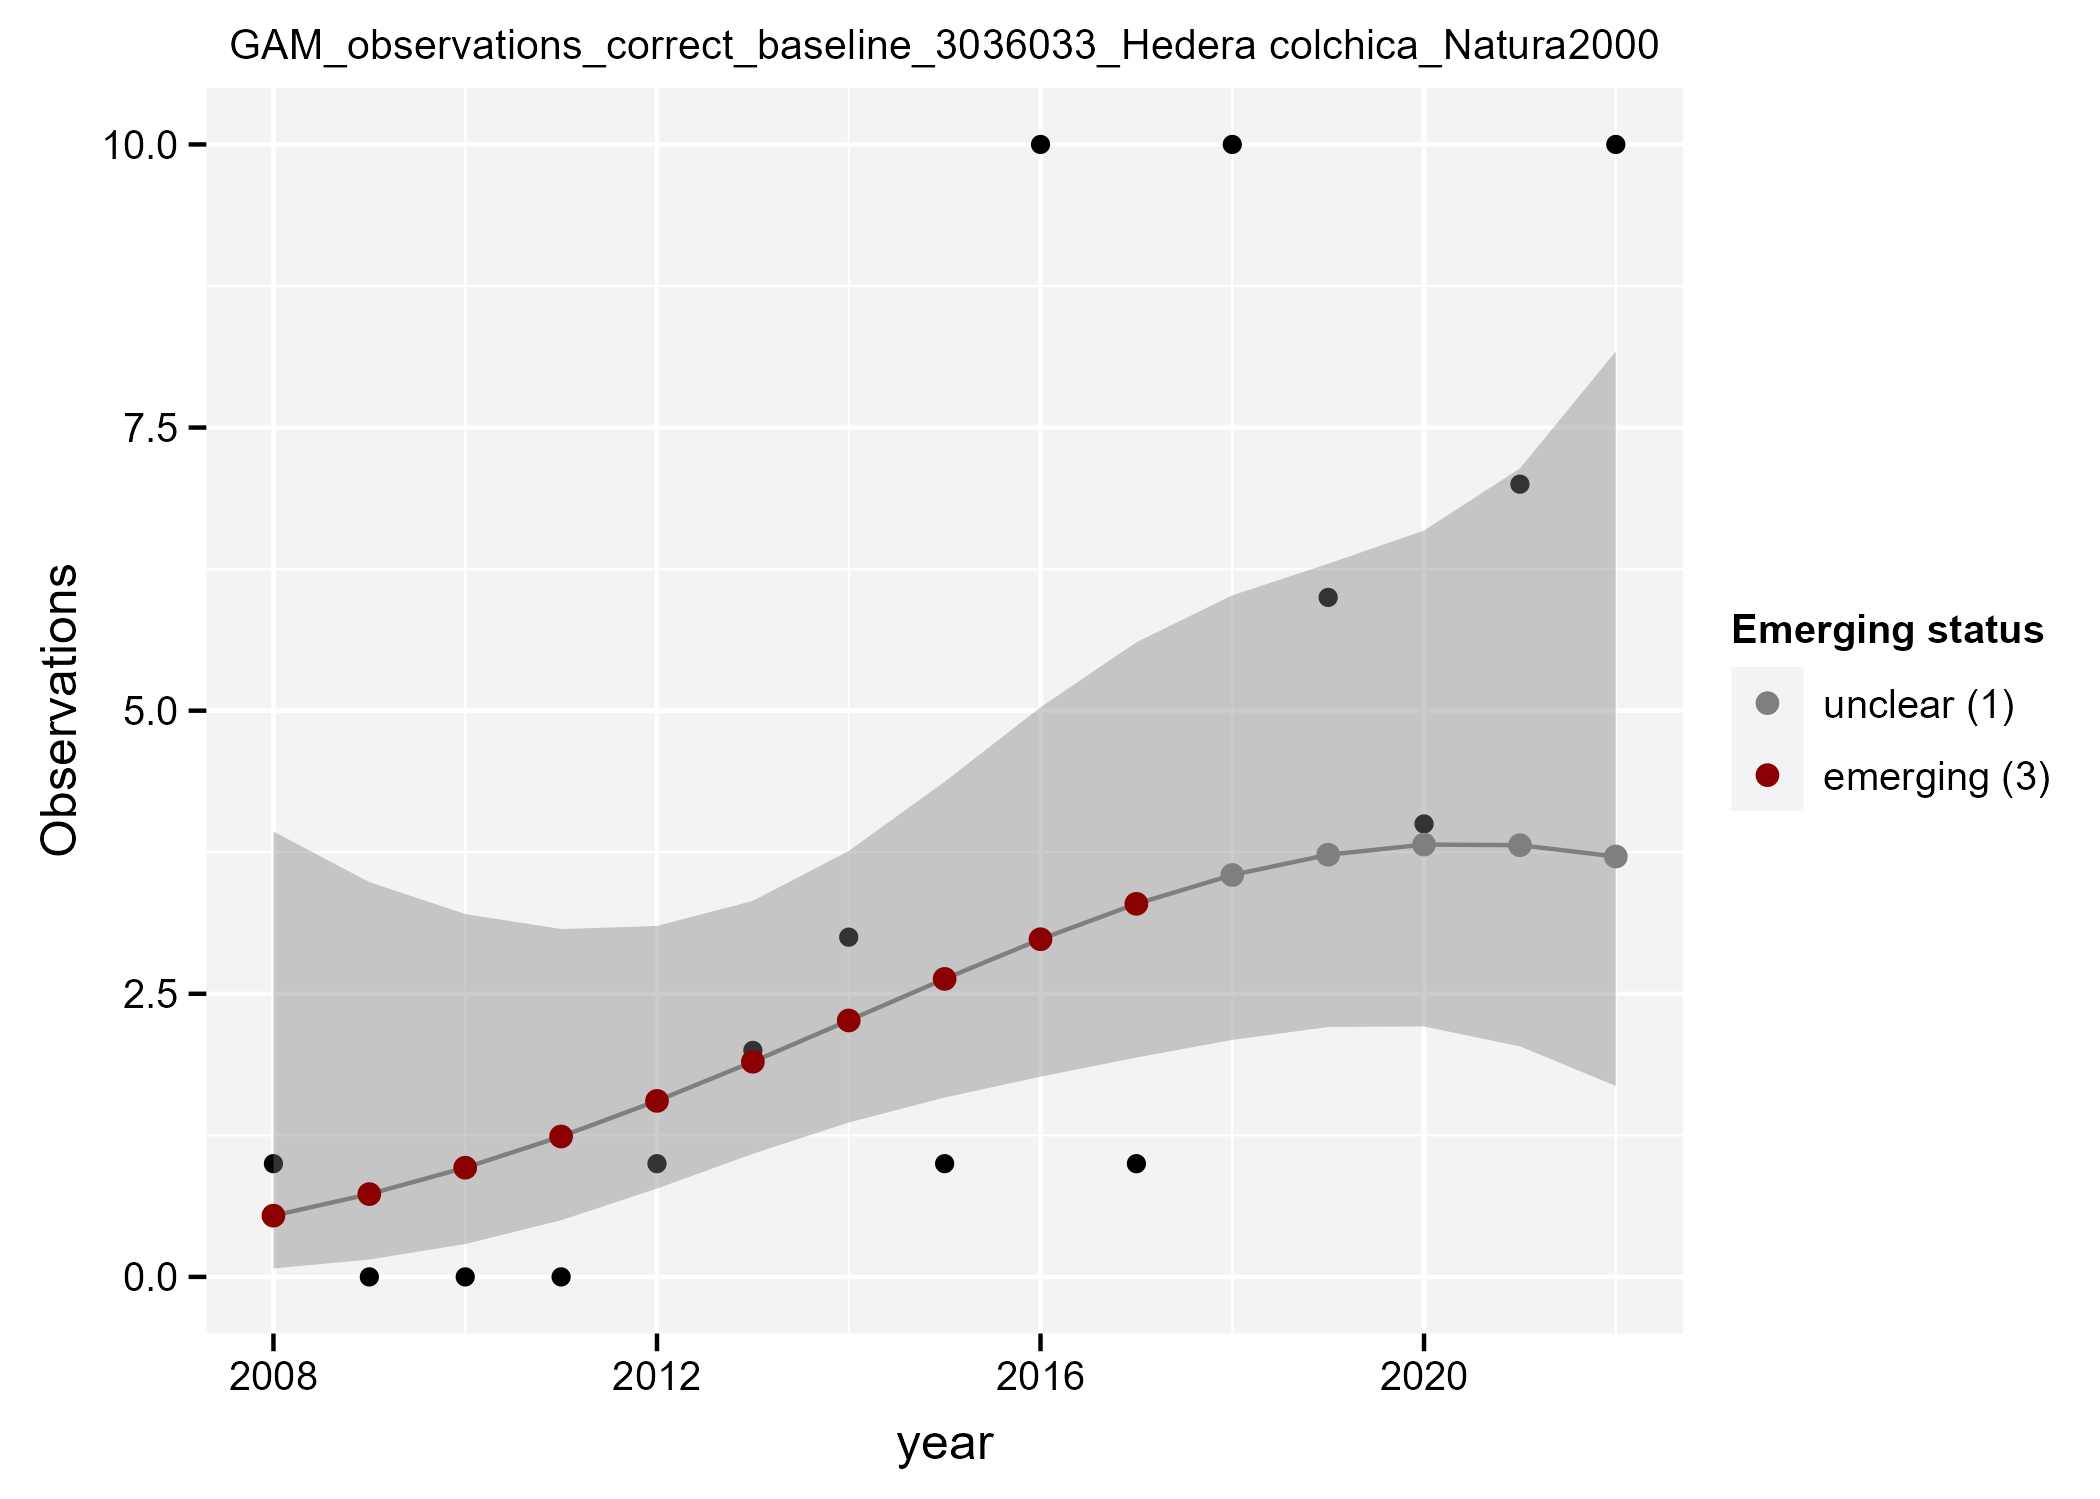 GAM_observations_correct_baseline_3036033_Hedera colchica_Natura2000
10.0
7.5
5.0
2.5
0.0
Observations
2008 2012 2016 2020
year
Emerging status
unclear (1)
emerging (3)